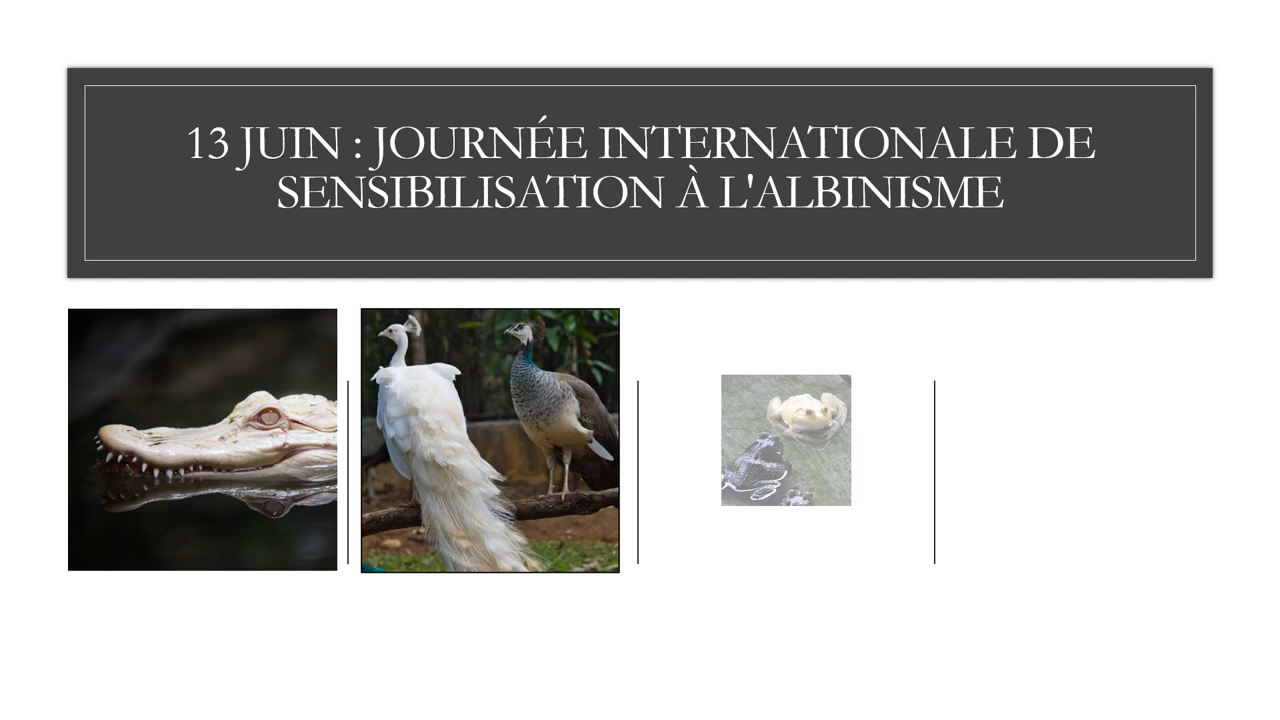 13 JUIN : JOURNÉE INTERNATIONALE DE
SENSIBILISATION À L'ALBINISME